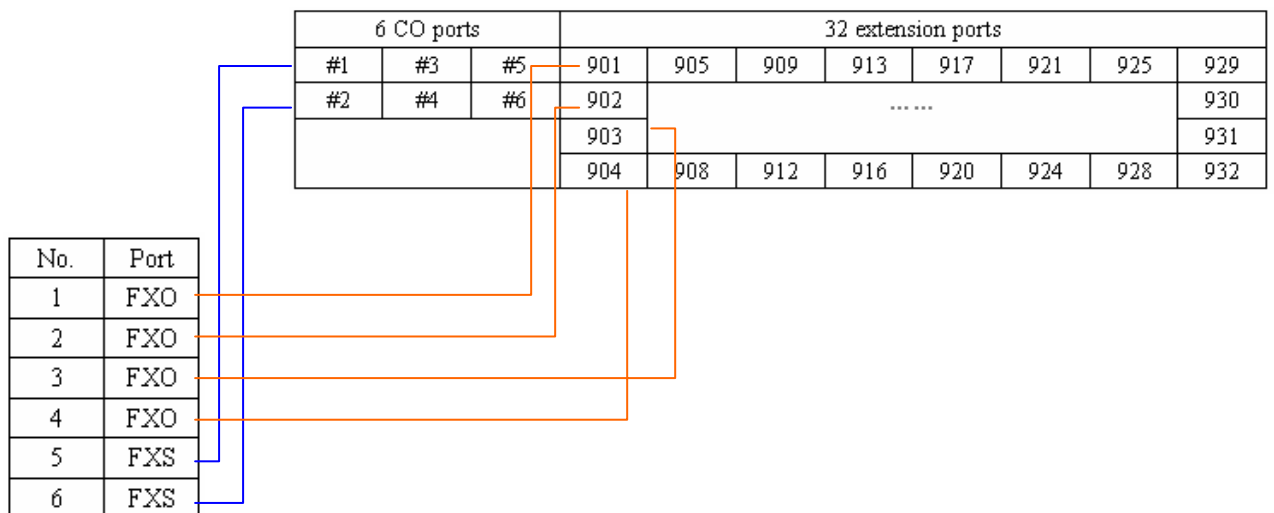 6 CO ports 32 extension ports
#1 #3 #5 901 905 909 913 917 921 925 929
#2 #4 #6 902 ... ... 930
903 931
904 908 912 916 920 924 928 932
No. Port
1 FXO
2 FXO
3 FXO
4 FXO
5 FXS
6 FXS